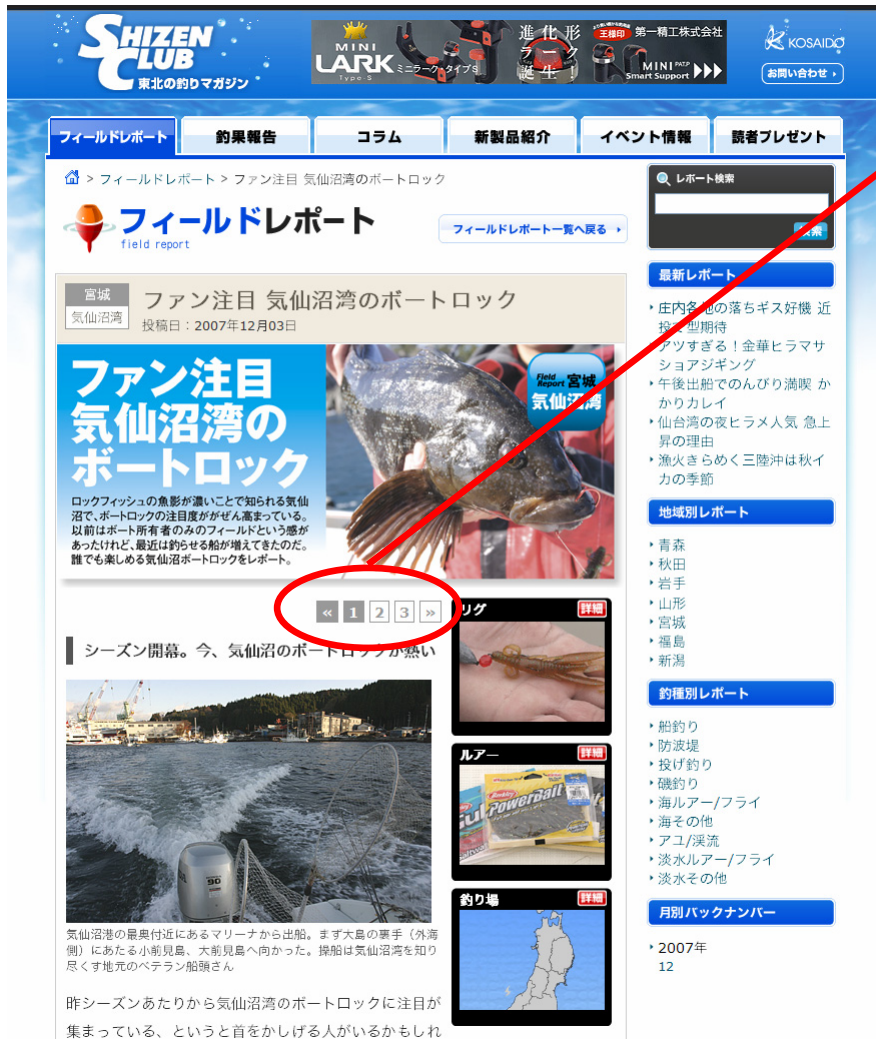 SHIZEN CLUB
東北の釣りマガジン
MINI LARK Type S
ミニラーク・タイプS
進化形ラーク誕生!
王様印 第一精工株式会社
MINI PAT.P
Smart Support
KOSAIDO
お問い合わせ
フィールドレポート 釣果報告 コラム 新製品紹介 イベント情報 読者プレゼント
> フィールドレポート > ファン注目 気仙沼湾のボートロック
フィールドレポート
field report
フィールドレポート一覧へ戻る
宮城
気仙沼湾
ファン注目 気仙沼湾のボートロック
投稿日:2007年12月03日
ファン注目
気仙沼湾の
ボートロック
Field Report 宮城
気仙沼湾
ロックフィッシュの魚影が濃いことで知られる気仙
沼で、ボートロックの注目度ががぜん高まっている。
以前はボート所有者のみのフィールドという感が
あったけれど、最近は釣らせる船が増えてきたのだ。
誰でも楽しめる気仙沼ボートロックをレポート。
« 1 2 3 »
シーズン開幕。今、気仙沼のボートロックが熱い
90
気仙沼港の最奥付近にあるマリーナから出船。まず大島の裏手(外海
側)にあたる小前見島、大前見島へ向かった。操船は気仙沼湾を知り
尽くす地元のベテラン船頭さん
昨シーズンあたりから気仙沼湾のボートロックに注目が
集まっている、というと首をかしげる人がいるかもしれ
リグ 詳細
ルアー 詳細
Berkley PowerBait
釣り場 詳細
レポート検索
検索
最新レポート
庄内各地の落ちギス好機 近
投で型期待
アツすぎる!金華ヒラマサ
ショアジギング
午後出船でのんびり満喫 か
かりカレイ
仙台湾の夜ヒラメ人気 急上
昇の理由
漁火きらめく三陸沖は秋イ
カの季節
地域別レポート
青森
秋田
岩手
山形
宮城
福島
新潟
釣種別レポート
船釣り
防波堤
投げ釣り
磯釣り
海ルアー/フライ
海その他
アユ/渓流
淡水ルアー/フライ
淡水その他
月別バックナンバー
2007年
12